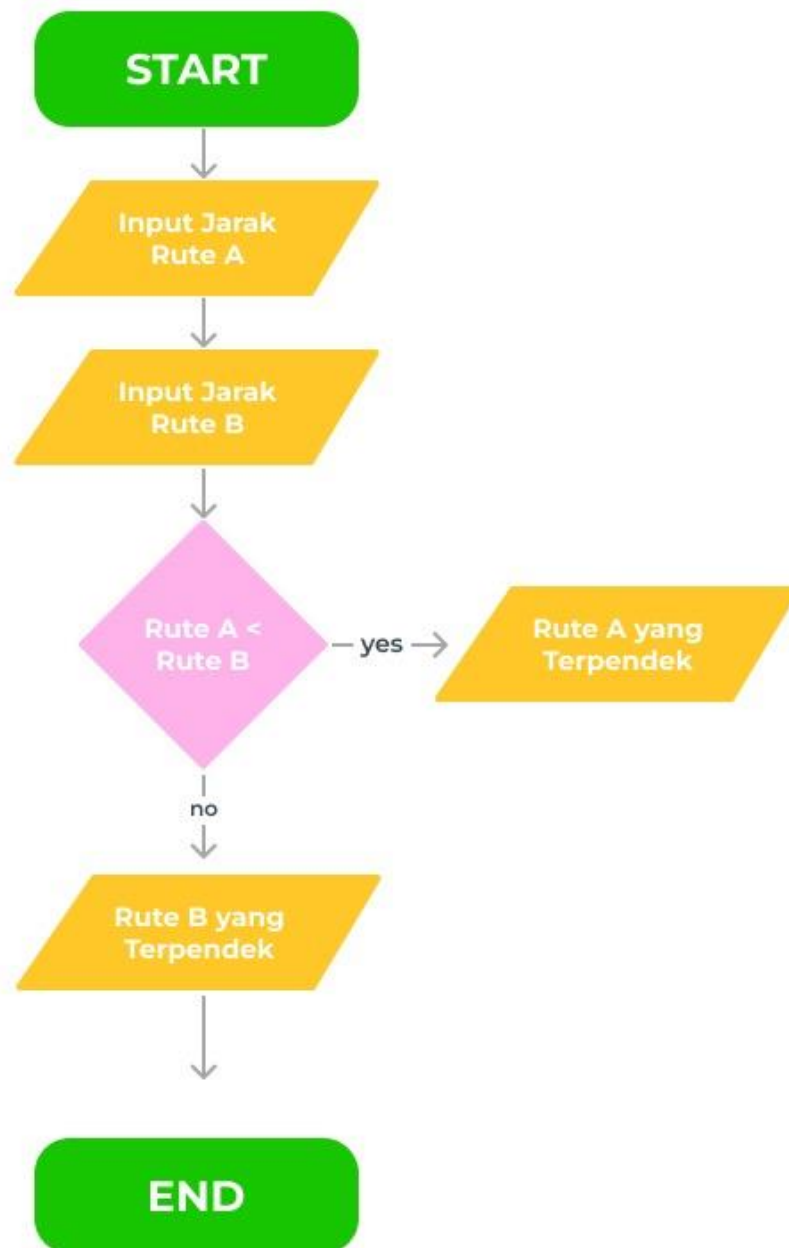 START
Input Jarak
Rute A
Input Jarak
Rute B
Rute A <
Rute B
yes
Rute A yang
Terpendek
no
Rute B yang
Terpendek
END